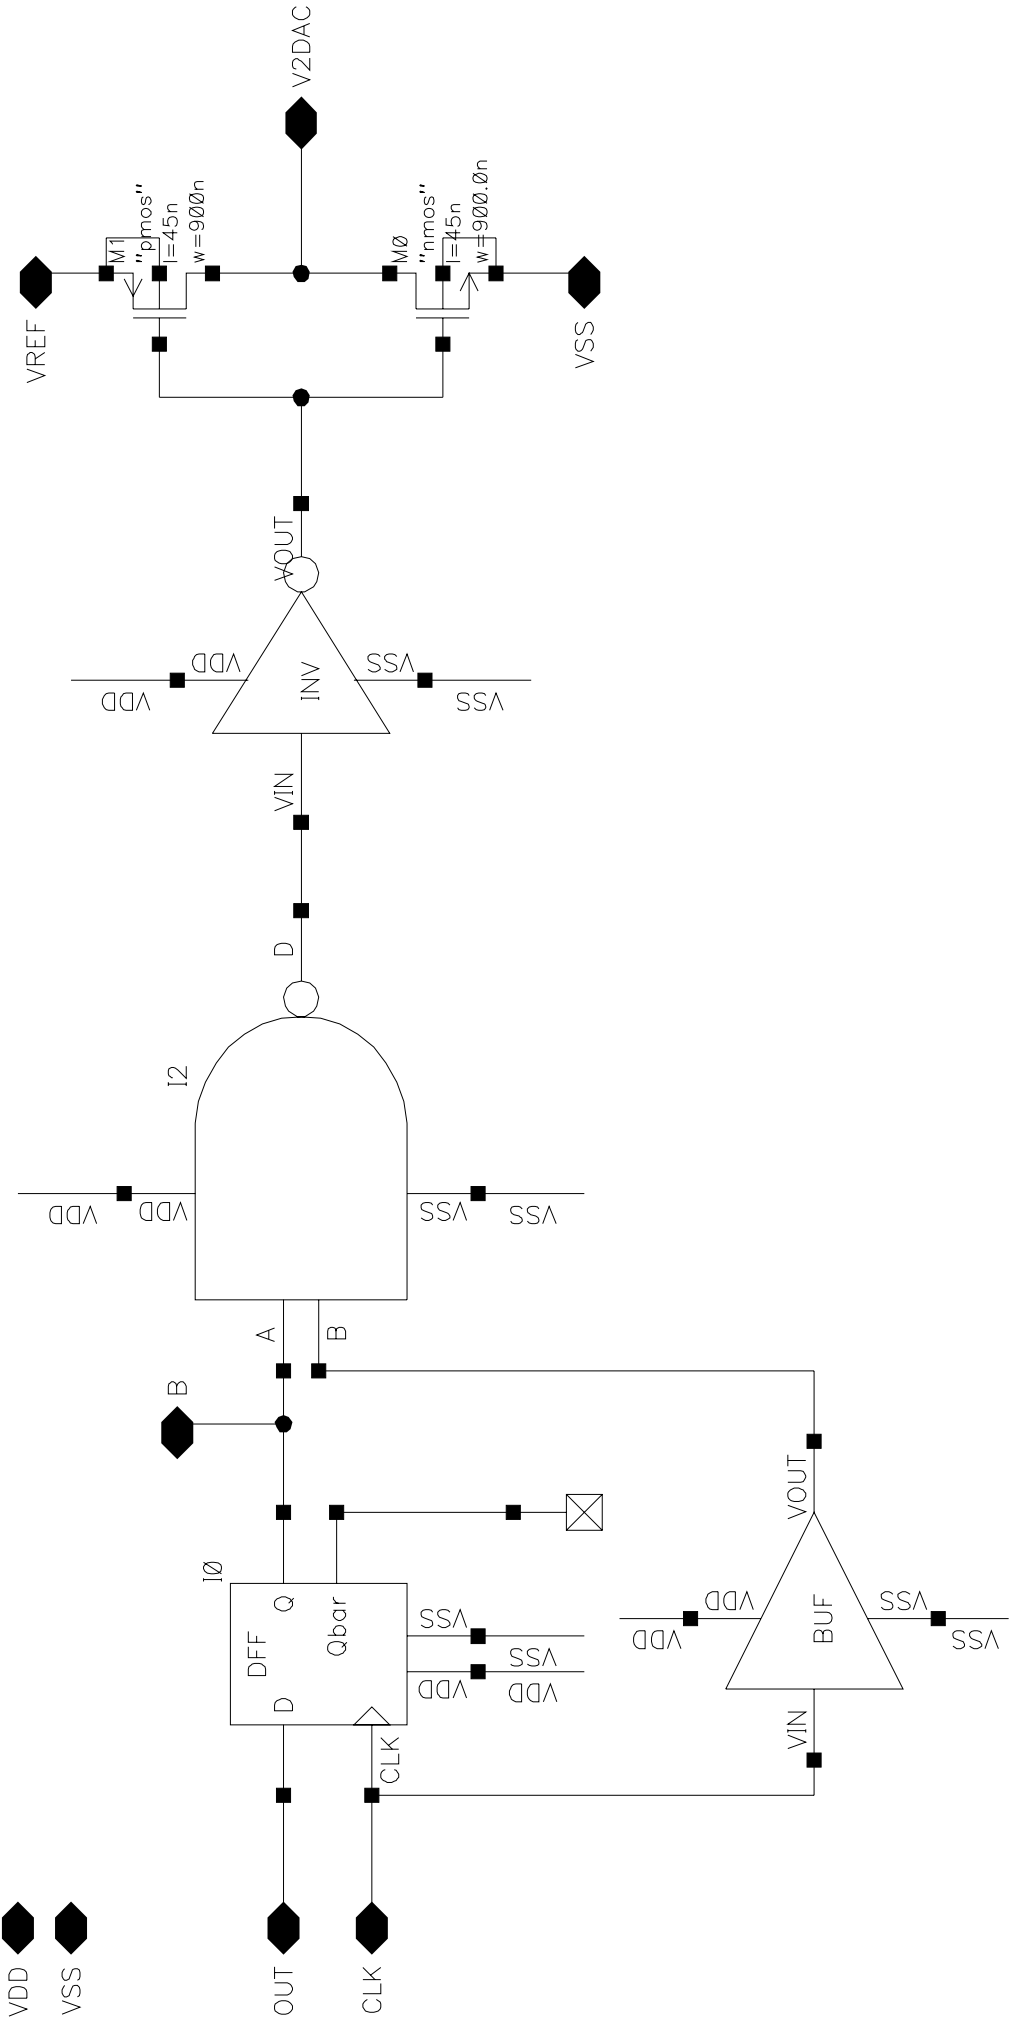 V2DAC
VREF
M1
"pmos"
l=45n
w=900n
M0
"nmos"
l=45n
w=900.0n
VSS
VOUT
VDD
VDD
VSS
VSS
INV
VIN
D
I2
VDD
VDD
VSS
VSS
A
B
B
I0
DFF
Q
Qbar
D
CLK
VSS
VSS
VDD
VDD
VOUT
VDD
VDD
BUF
VSS
VSS
VIN
VDD
VSS
OUT
CLK